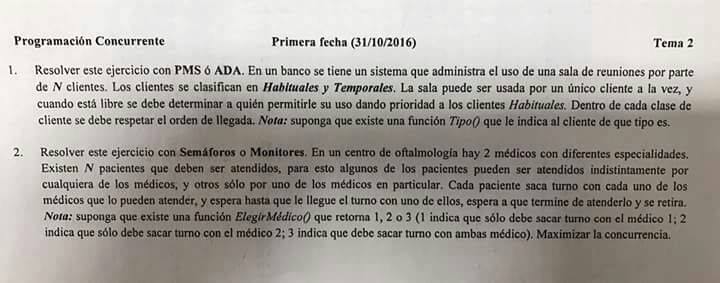 Programación Concurrente Primera fecha (31/10/2016) Tema 2
1. Resolver este ejercicio con PMS ó ADA. En un banco se tiene un sistema que administra el uso de una sala de reuniones por parte
de N clientes. Los clientes se clasifican en Habituales y Temporales. La sala puede ser usada por un único cliente a la vez, y
cuando está libre se debe determinar a quién permitirle su uso dando prioridad a los clientes Habituales. Dentro de cada clase de
cliente se debe respetar el orden de llegada. Nota: suponga que existe una función Tipo() que le indica al cliente de que tipo es.
2. Resolver este ejercicio con Semáforos o Monitores. En un centro de oftalmología hay 2 médicos con diferentes especialidades.
Existen N pacientes que deben ser atendidos, para esto algunos de los pacientes pueden ser atendidos indistintamente por
cualquiera de los médicos, y otros sólo por uno de los médicos en particular. Cada paciente saca turno con cada uno de los
médicos que lo pueden atender, y espera hasta que le llegue el turno con uno de ellos, espera a que termine de atenderlo y se retira.
Nota: suponga que existe una función ElegirMédico() que retorna 1, 2 o 3 (1 indica que sólo debe sacar turno con el médico 1; 2
indica que sólo debe sacar turno con el médico 2; 3 indica que debe sacar turno con ambas médico). Maximizar la concurrencia.